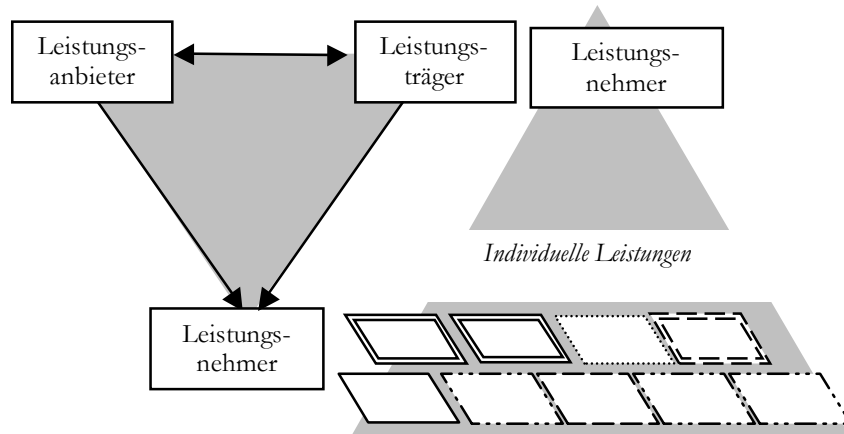 Leistungs-
anbieter
Leistungs-
träger
Leistungs-
nehmer
Individuelle Leistungen
Leistungs-
nehmer